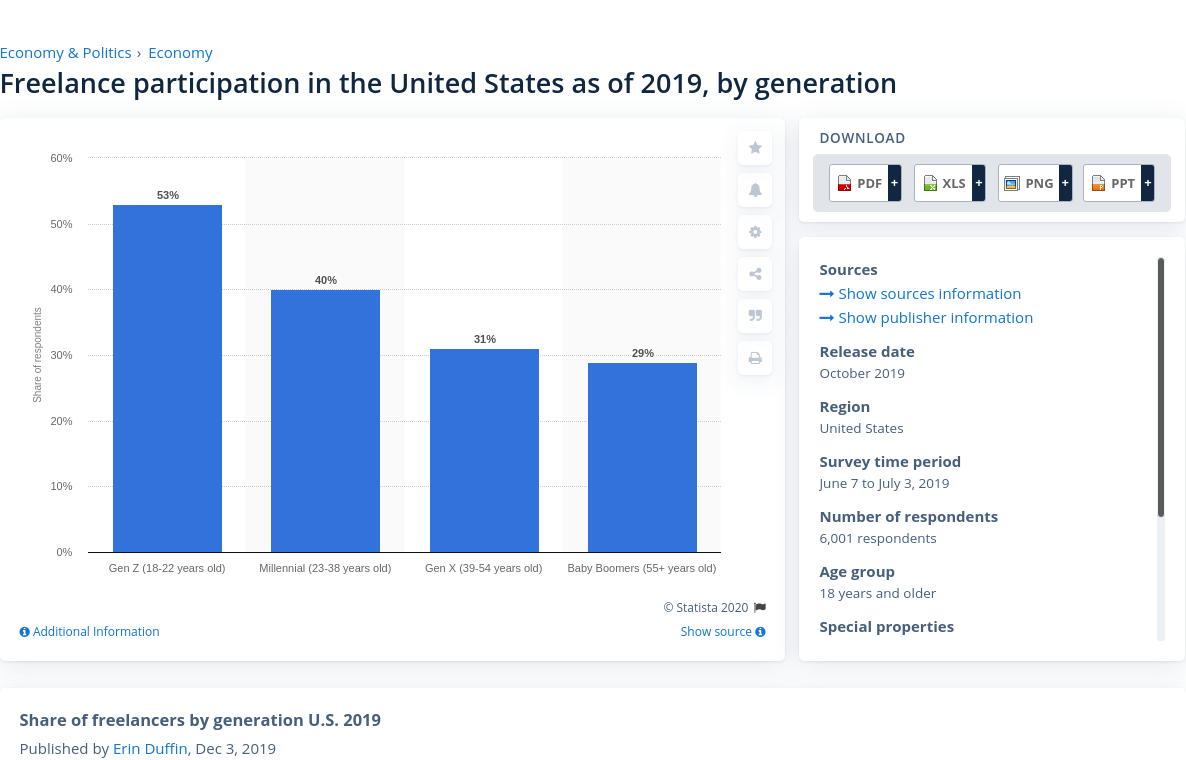 Economy & Politics › Economy
Freelance participation in the United States as of 2019, by generation
60%
50%
40%
30%
20%
10%
0%
Share of respondents
53%
40%
31%
29%
Gen Z (18-22 years old)
Millennial (23-38 years old)
Gen X (39-54 years old)
Baby Boomers (55+ years old)
© Statista 2020
Additional Information
Show source
DOWNLOAD
PDF +
XLS +
PNG +
PPT +
Sources
Show sources information
Show publisher information
Release date
October 2019
Region
United States
Survey time period
June 7 to July 3, 2019
Number of respondents
6,001 respondents
Age group
18 years and older
Special properties
Share of freelancers by generation U.S. 2019
Published by Erin Duffin, Dec 3, 2019